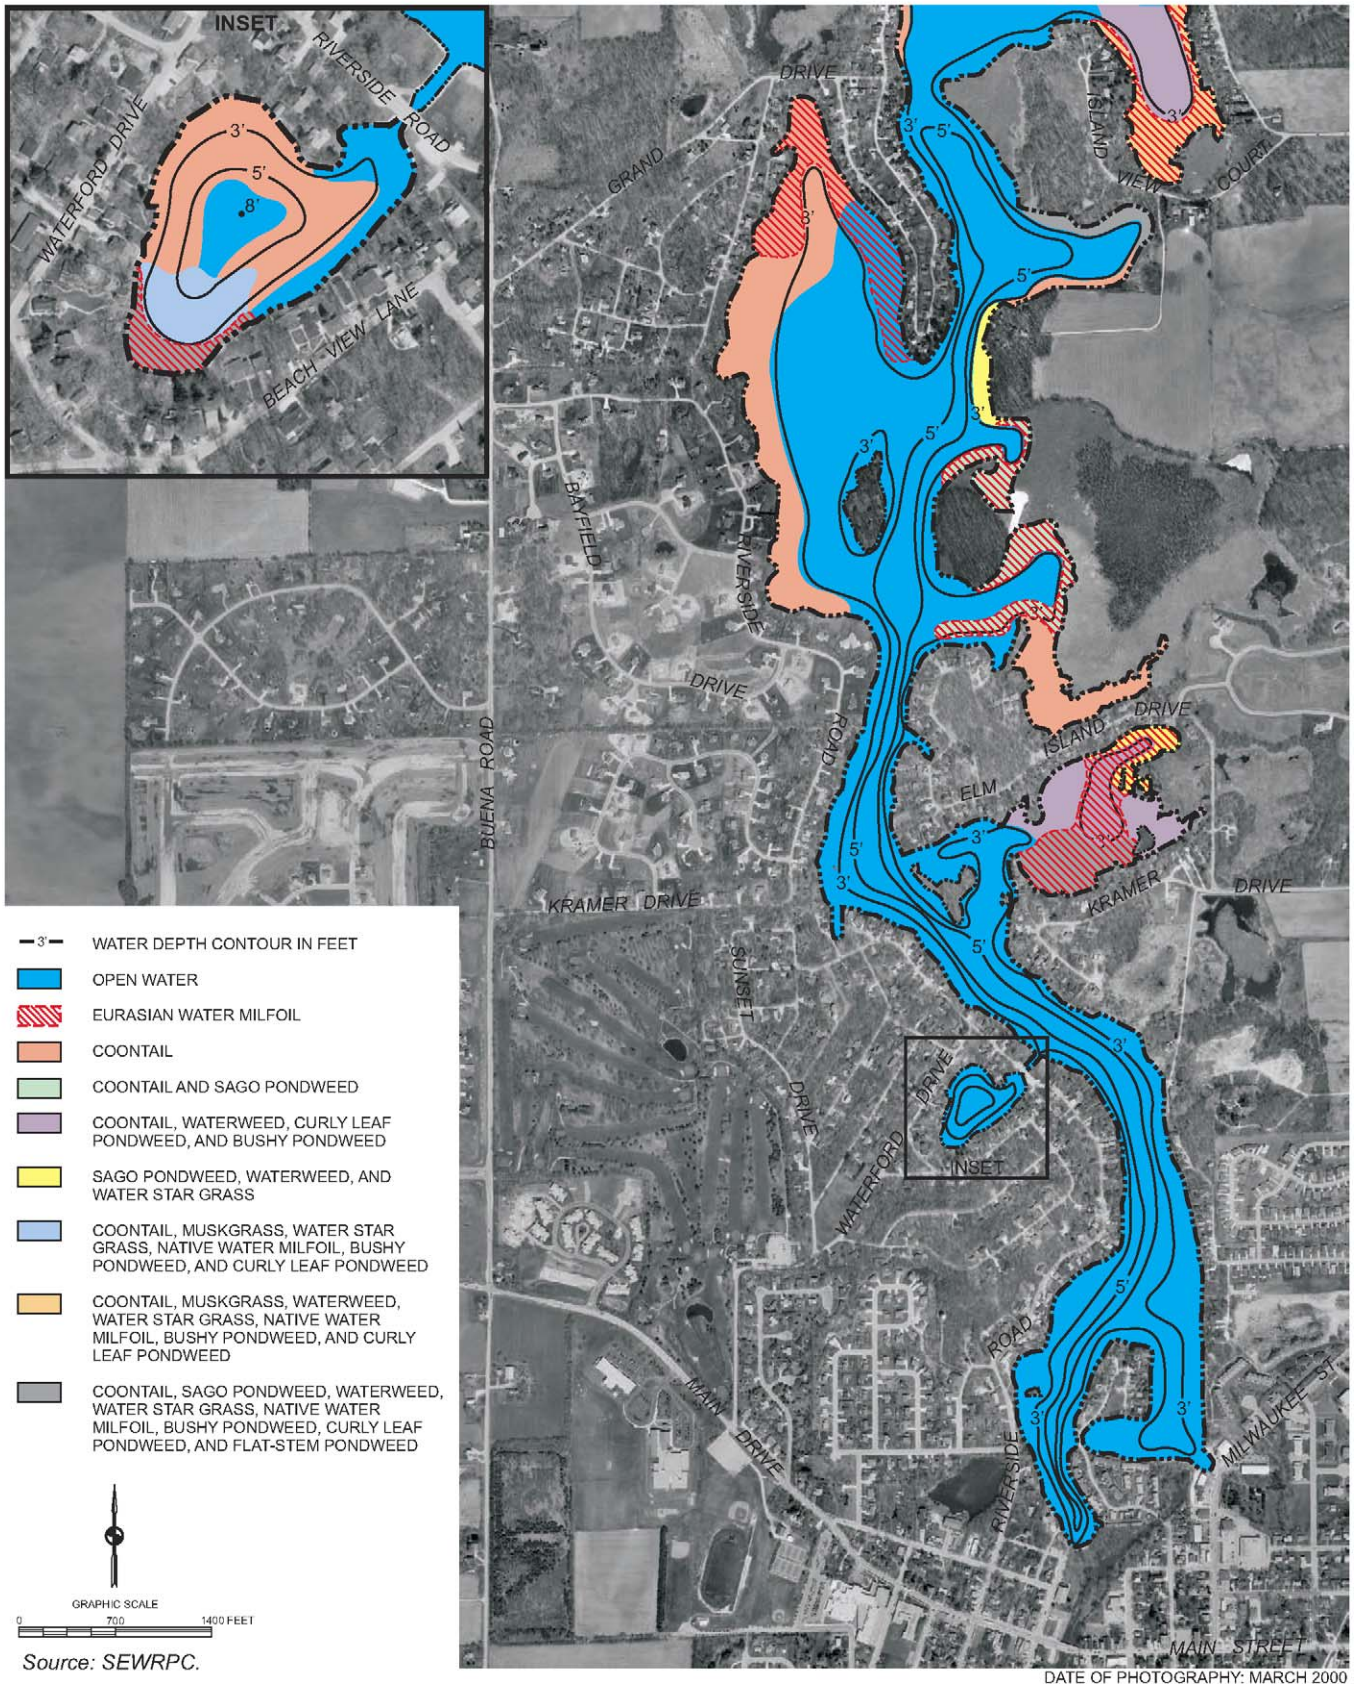 INSET
RIVERSIDE ROAD
WATERFORD DRIVE
3'
5'
8'
BEACH VIEW LANE
DRIVE
GRAND
ISLAND
VIEW
COURT
3'
3'
5'
3'
5'
3'
5'
3'
BAYFIELD
RIVERSIDE
3'
DRIVE
ROAD
DRIVE
ISLAND
ELM
BUENA ROAD
3'
3'
5'
3'
KRAMER
DRIVE
KRAMER DRIVE
5'
SUNSET
3'
DRIVE
DRIVE
WATERFORD
INSET
5'
ROAD
MAIN
DRIVE
3'
3'
MILWAUKEE ST
RIVERSIDE
MAIN STREET
3' WATER DEPTH CONTOUR IN FEET
OPEN WATER
EURASIAN WATER MILFOIL
COONTAIL
COONTAIL AND SAGO PONDWEED
COONTAIL, WATERWEED, CURLY LEAF
PONDWEED, AND BUSHY PONDWEED
SAGO PONDWEED, WATERWEED, AND
WATER STAR GRASS
COONTAIL, MUSKGRASS, WATER STAR
GRASS, NATIVE WATER MILFOIL, BUSHY
PONDWEED, AND CURLY LEAF PONDWEED
COONTAIL, MUSKGRASS, WATERWEED,
WATER STAR GRASS, NATIVE WATER
MILFOIL, BUSHY PONDWEED, AND CURLY
LEAF PONDWEED
COONTAIL, SAGO PONDWEED, WATERWEED,
WATER STAR GRASS, NATIVE WATER
MILFOIL, BUSHY PONDWEED, CURLY LEAF
PONDWEED, AND FLAT-STEM PONDWEED
GRAPHIC SCALE
0 700 1400 FEET
Source: SEWRPC.
DATE OF PHOTOGRAPHY: MARCH 2000